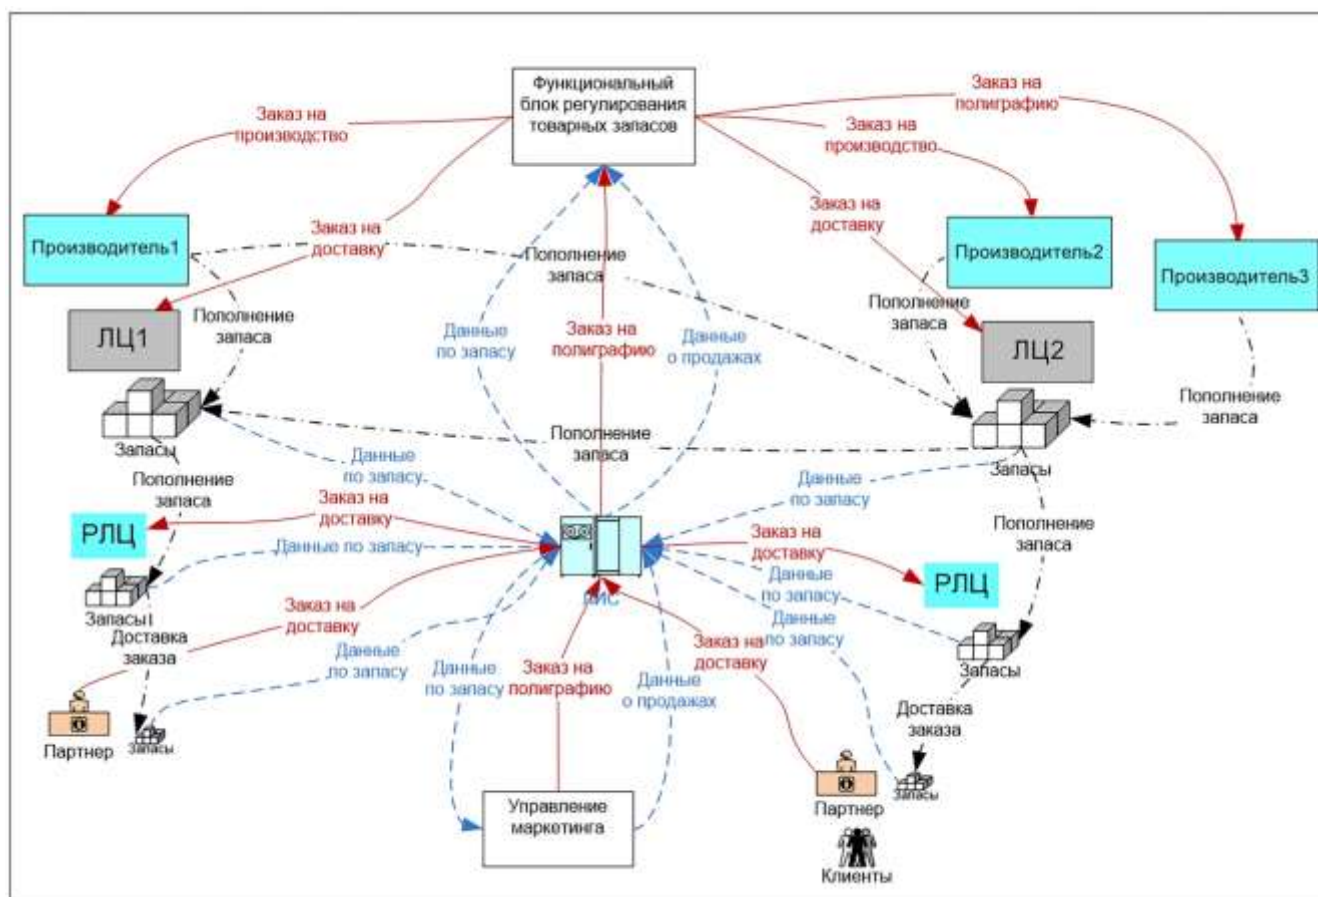 Функциональный
блок регулирования
товарных запасов
Заказ на
полиграфию
Заказ на
производство
Заказ на
производство
Заказ на
доставку
Заказ на
доставку
Производитель1
Производитель2
Производитель3
Пополнение
запаса
Пополнение
запаса
Пополнение
запаса
ЛЦ1
Данные
по запасу
Заказ на
полиграфию
Данные
о продажах
ЛЦ2
Пополнение
запаса
Запасы
Пополнение
запаса
Запасы
Данные
по запасу
Данные
по запасу
Пополнение
запаса
Заказ на
доставку
Пополнение
запаса
РЛЦ
Данные по запасу
Заказ на
доставку
РЛЦ
Данные
по запасу
Запасы
Заказ на
доставку
Данные
по запасу
Доставка
заказа
Данные
по запасу
Данные
по запасу
Заказ на
полиграфию
Данные
о продажах
Заказ на
доставку
Запасы
Доставка
заказа
Партнер
Запасы
Управление
маркетинга
Партнер
Запасы
Клиенты